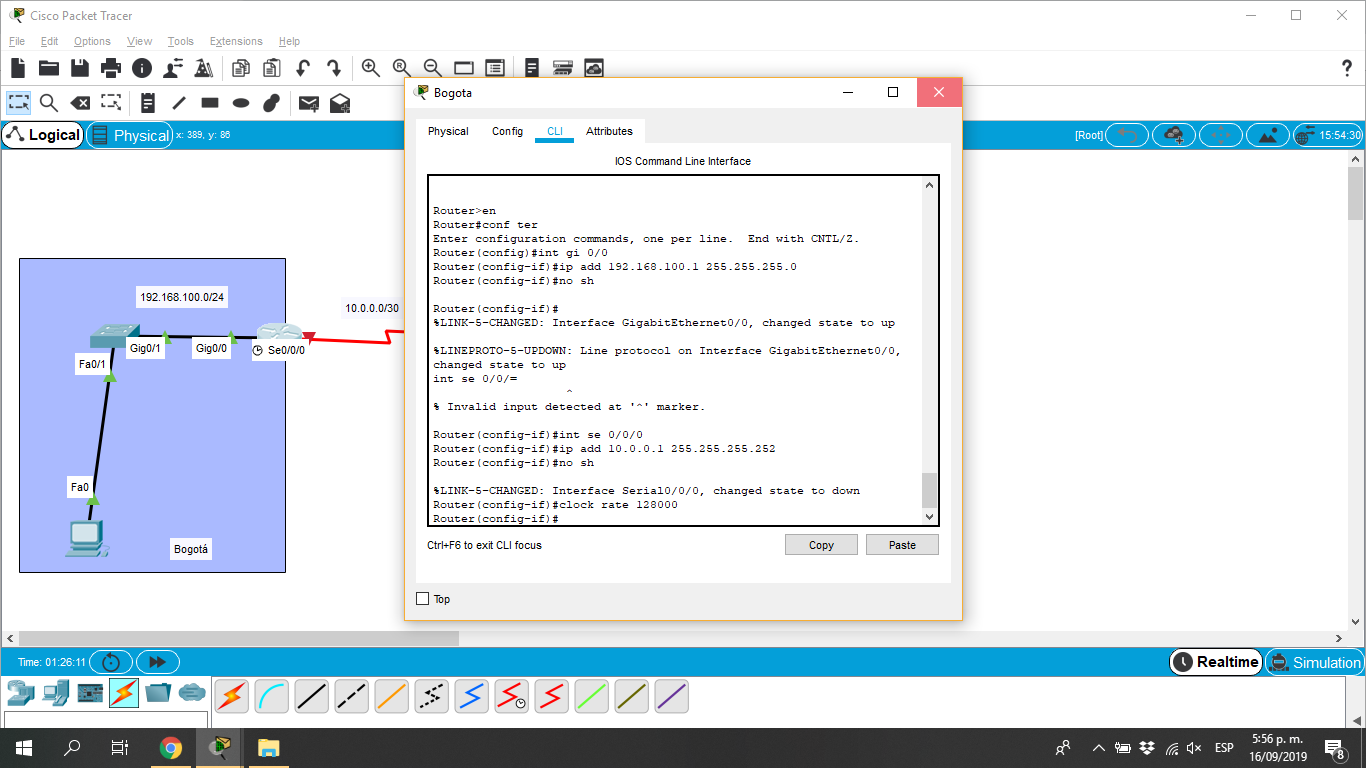 Cisco Packet Tracer
File Edit Options View Tools Extensions Help
Logical
Physical
x: 389, y: 86
[Root]
15:54:30
Bogota
Physical Config CLI Attributes
IOS Command Line Interface
Router>en
Router#conf ter
Enter configuration commands, one per line.  End with CNTL/Z.
Router(config)#int gi 0/0
Router(config-if)#ip add 192.168.100.1 255.255.255.0
Router(config-if)#no sh
Router(config-if)#
%LINK-5-CHANGED: Interface GigabitEthernet0/0, changed state to up
%LINEPROTO-5-UPDOWN: Line protocol on Interface GigabitEthernet0/0,
changed state to up
int se 0/0/=
^
% Invalid input detected at '^' marker.
Router(config-if)#int se 0/0/0
Router(config-if)#ip add 10.0.0.1 255.255.255.252
Router(config-if)#no sh
%LINK-5-CHANGED: Interface Serial0/0/0, changed state to down
Router(config-if)#clock rate 128000
Router(config-if)#
Ctrl+F6 to exit CLI focus
Copy
Paste
Top
192.168.100.0/24
10.0.0.0/30
Gig0/1
Gig0/0
Se0/0/0
Fa0/1
Fa0
Bogotá
Time: 01:26:11
Realtime
Simulation
ESP
5:56 p. m.
16/09/2019
8